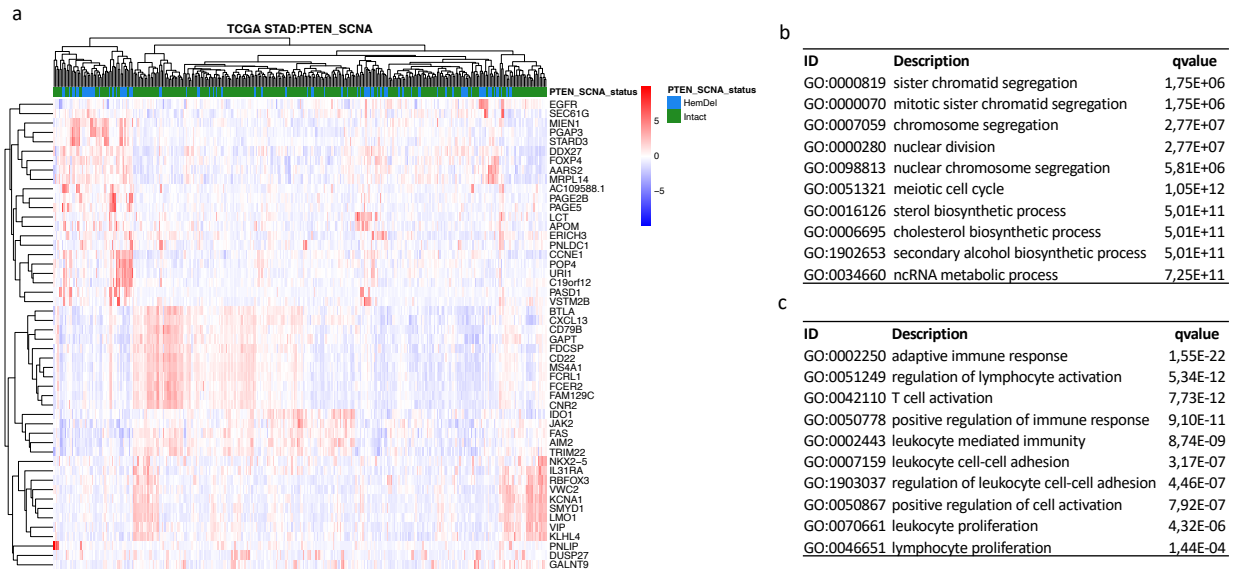 a
TCGA STAD:PTEN_SCNA
PTEN_SCNA_status
EGFR
SEC61G
MIEN1
PGAP3
STARD3
DDX27
FOXP4
AARS2
MRPL14
AC109588.1
PAGE2B
PAGE5
LCT
APOM
ERICH3
PNLDC1
CCNE1
POP4
URI1
C19orf12
PASD1
VSTM2B
BTLA
CXCL13
CD79B
GAPT
FDCSP
CD22
MS4A1
FCRL1
FCER2
FAM129C
CNR2
IDO1
JAK2
FAS
AIM2
TRIM22
NKX2−5
IL31RA
RBFOX3
VWC2
KCNA1
SMYD1
LMO1
VIP
KLHL4
PNLIP
DUSP27
GALNT9
5
0
−5
PTEN_SCNA_status
HemDel
Intact
b
ID Description qvalue
GO:0000819 sister chromatid segregation 1,75E+06
GO:0000070 mitotic sister chromatid segregation 1,75E+06
GO:0007059 chromosome segregation 2,77E+07
GO:0000280 nuclear division 2,77E+07
GO:0098813 nuclear chromosome segregation 5,81E+06
GO:0051321 meiotic cell cycle 1,05E+12
GO:0016126 sterol biosynthetic process 5,01E+11
GO:0006695 cholesterol biosynthetic process 5,01E+11
GO:1902653 secondary alcohol biosynthetic process 5,01E+11
GO:0034660 ncRNA metabolic process 7,25E+11
c
ID Description qvalue
GO:0002250 adaptive immune response 1,55E-22
GO:0051249 regulation of lymphocyte activation 5,34E-12
GO:0042110 T cell activation 7,73E-12
GO:0050778 positive regulation of immune response 9,10E-11
GO:0002443 leukocyte mediated immunity 8,74E-09
GO:0007159 leukocyte cell-cell adhesion 3,17E-07
GO:1903037 regulation of leukocyte cell-cell adhesion 4,46E-07
GO:0050867 positive regulation of cell activation 7,92E-07
GO:0070661 leukocyte proliferation 4,32E-06
GO:0046651 lymphocyte proliferation 1,44E-04